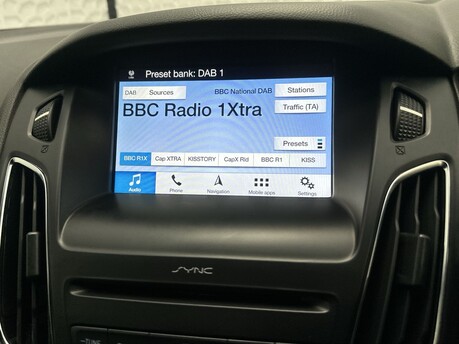 Preset bank: DAB 1
DAB Sources BBC National DAB Stations
BBC Radio 1Xtra
Traffic (TA)
Presets
BBC R1X Cap XTRA KISSTORY CapX Rld BBC R1 KISS
Audio Phone Navigation Mobile apps Settings
SYNC
TUNE